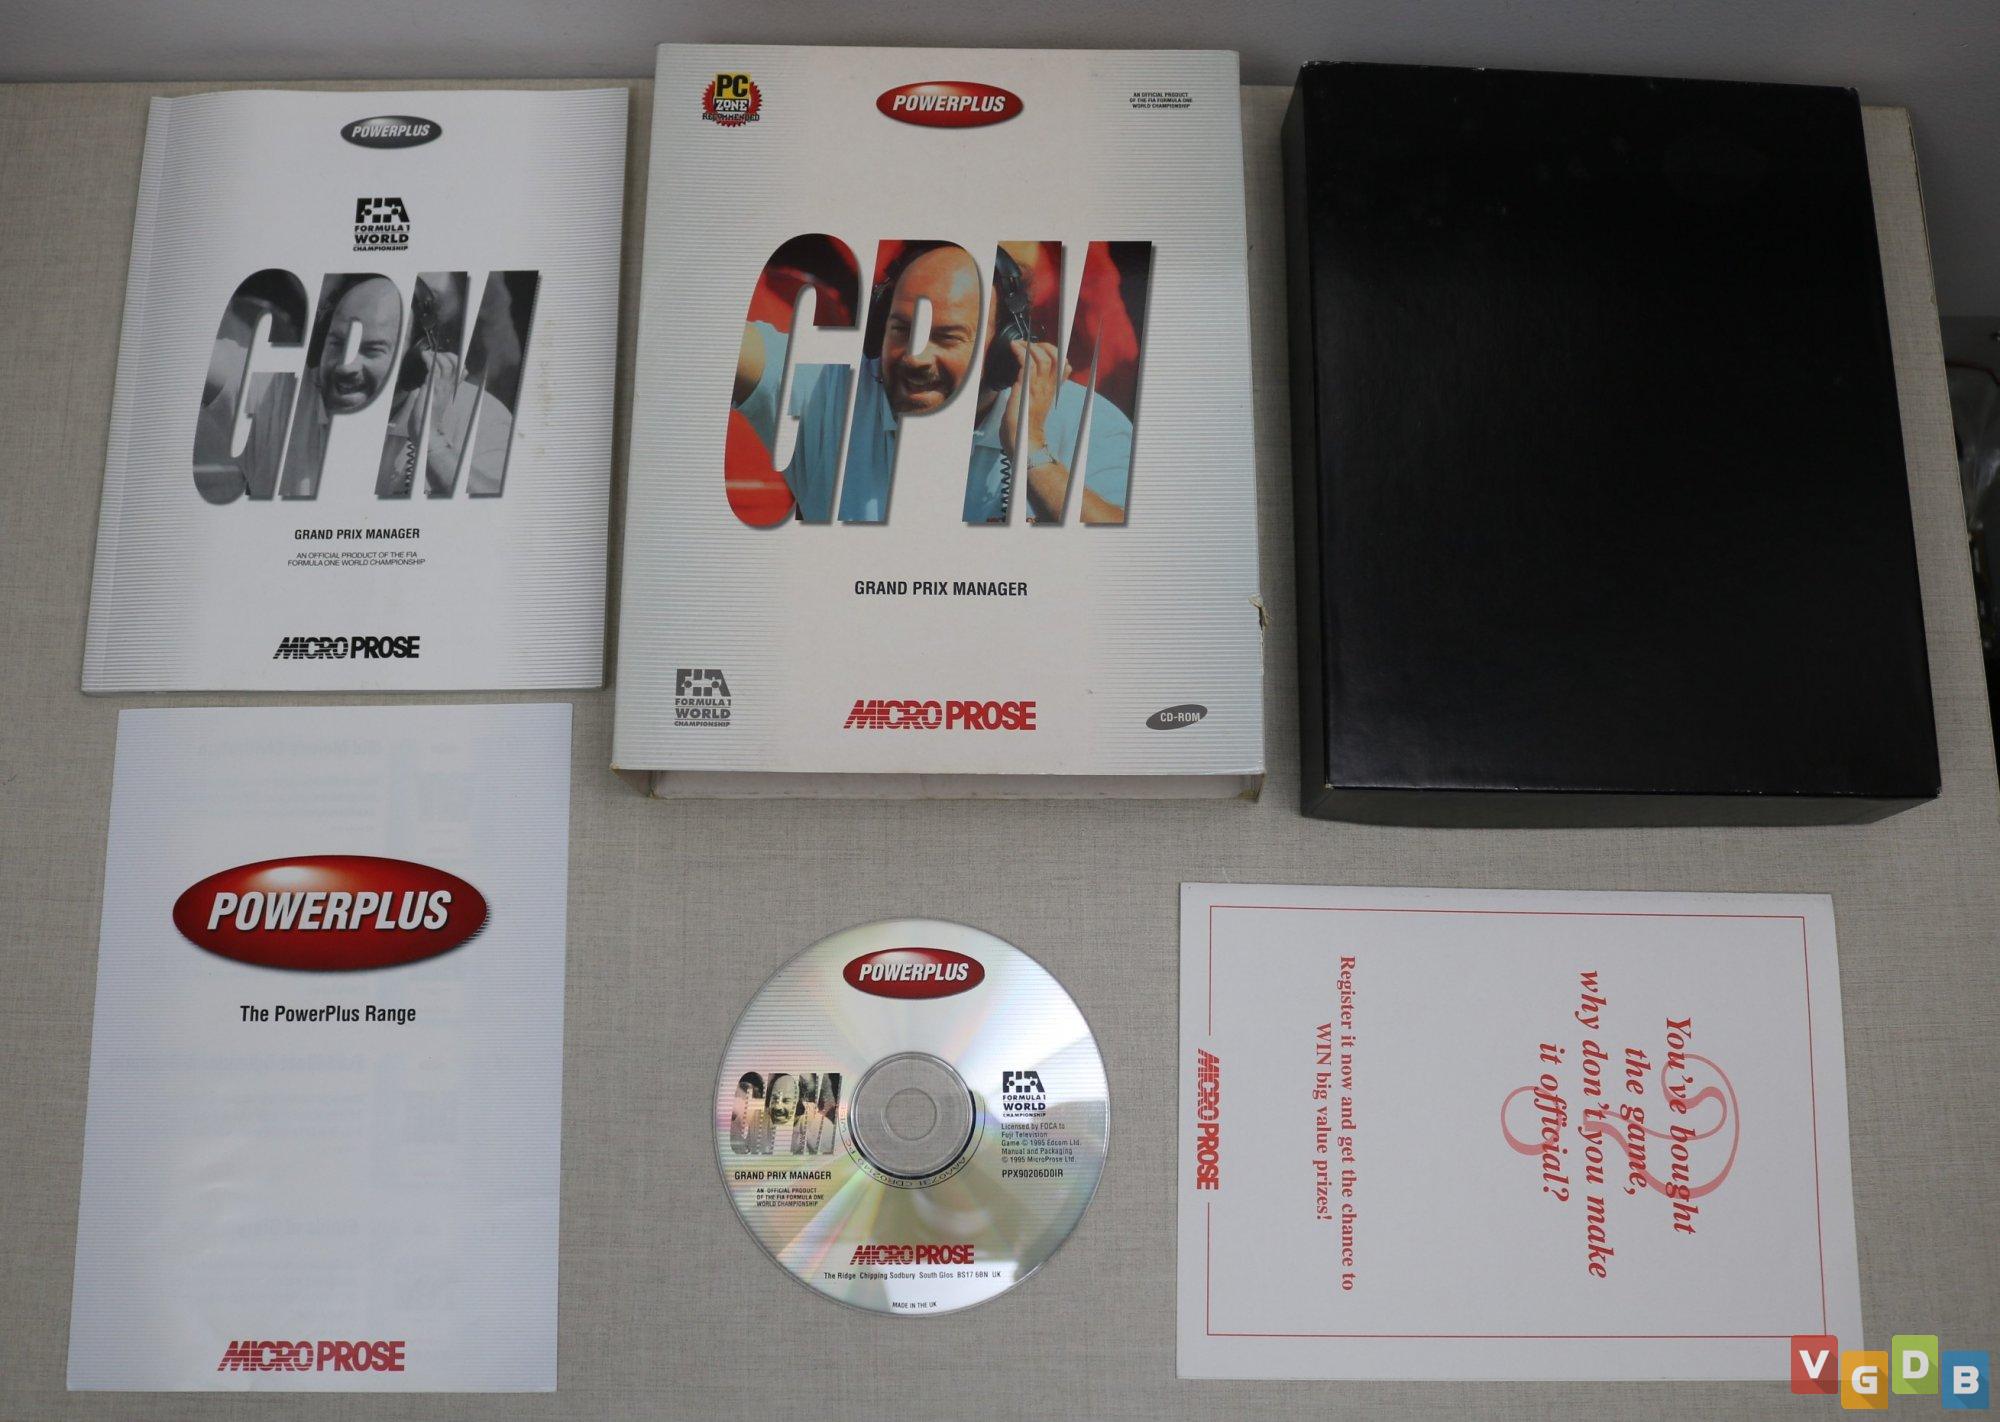 POWERPLUS
FIA
FORMULA 1
WORLD
CHAMPIONSHIP
GPM
GRAND PRIX MANAGER
AN OFFICIAL PRODUCT OF THE FIA
FORMULA ONE WORLD CHAMPIONSHIP
MICROPROSE
PC
ZONE
RECOMMENDED
POWERPLUS
AN OFFICIAL PRODUCT
OF THE FIA FORMULA ONE
WORLD CHAMPIONSHIP
GPM
GRAND PRIX MANAGER
FIA
FORMULA 1
WORLD
CHAMPIONSHIP
MICROPROSE
CD-ROM
POWERPLUS
The PowerPlus Range
MICROPROSE
POWERPLUS
GPM
GRAND PRIX MANAGER
AN OFFICIAL PRODUCT
OF THE FIA FORMULA ONE
WORLD CHAMPIONSHIP
FIA
FORMULA 1
WORLD
CHAMPIONSHIP
Licensed by FOCA to
Fuji Television
Game © 1995 Edcom Ltd.
Manual and Packaging
© 1995 MicroProse Ltd.
PPX90206D0IR
MICROPROSE
The Ridge Chipping Sodbury South Glos BS17 6BN UK
MADE IN THE UK
You've bought
the game,
why don't you make
it official?
Register it now and get the chance to
WIN big value prizes!
MICROPROSE
VGDB